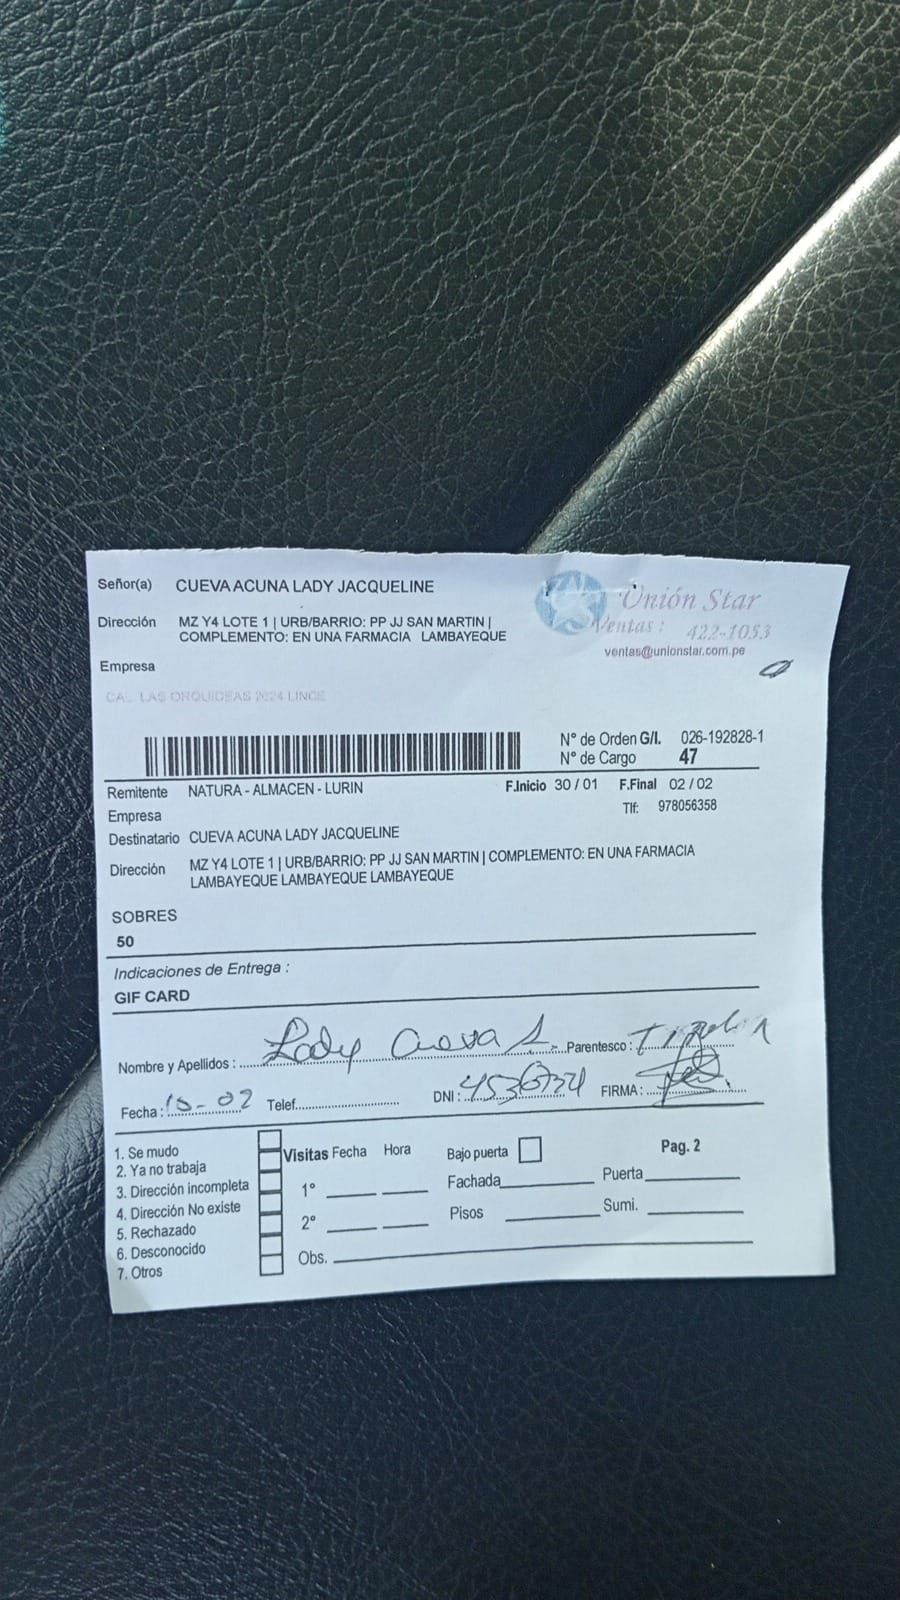 Señor(a) CUEVA ACUNA LADY JACQUELINE
Unión Star
Dirección MZ Y4 LOTE 1 | URB/BARRIO: PP JJ SAN MARTIN |
COMPLEMENTO: EN UNA FARMACIA LAMBAYEQUE
Ventas : 422-1053
ventas@unionstar.com.pe
Empresa
CAL. LAS ORQUIDEAS 2624 LINCE
N° de Orden G/I. 026-192828-1
N° de Cargo 47
Remitente NATURA - ALMACEN - LURIN F.Inicio 30 / 01 F.Final 02 / 02
Empresa Tlf: 978056358
Destinatario CUEVA ACUNA LADY JACQUELINE
Dirección MZ Y4 LOTE 1 | URB/BARRIO: PP JJ SAN MARTIN | COMPLEMENTO: EN UNA FARMACIA
LAMBAYEQUE LAMBAYEQUE LAMBAYEQUE
SOBRES
50
Indicaciones de Entrega :
GIF CARD
Nombre y Apellidos : Lady Cueva A. Parentesco :
Fecha : 10-02 Telef. DNI : FIRMA :
1. Se mudo
2. Ya no trabaja
3. Dirección incompleta
4. Dirección No existe
5. Rechazado
6. Desconocido
7. Otros
Visitas Fecha Hora
1°
2°
Obs.
Bajo puerta
Fachada
Pisos
Pag. 2
Puerta
Sumi.